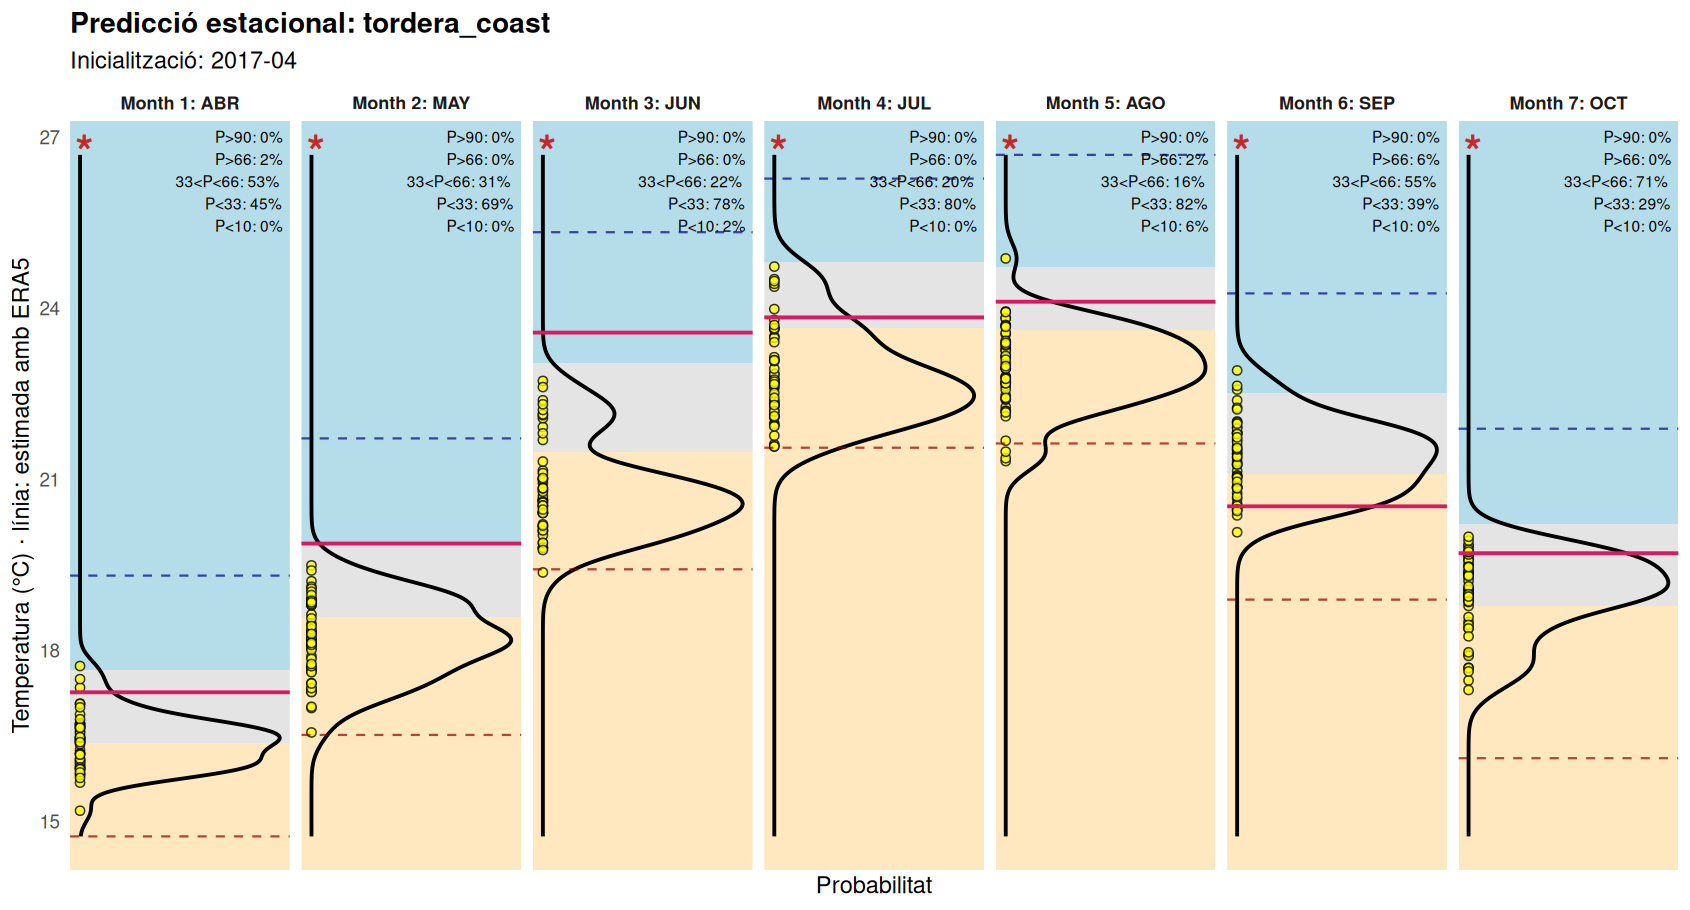 Predicció estacional: tordera_coast
Inicialització: 2017-04
Month 1: ABR
Month 2: MAY
Month 3: JUN
Month 4: JUL
Month 5: AGO
Month 6: SEP
Month 7: OCT
Temperatura (°C) · línia: estimada amb ERA5
27
24
21
18
15
*
P>90: 0%
P>66: 2%
33<P<66: 53%
P<33: 45%
P<10: 0%
*
P>90: 0%
P>66: 0%
33<P<66: 31%
P<33: 69%
P<10: 0%
*
P>90: 0%
P>66: 0%
33<P<66: 22%
P<33: 78%
P<10: 2%
*
P>90: 0%
P>66: 0%
33<P<66: 20%
P<33: 80%
P<10: 0%
*
P>90: 0%
P>66: 2%
33<P<66: 16%
P<33: 82%
P<10: 6%
*
P>90: 0%
P>66: 6%
33<P<66: 55%
P<33: 39%
P<10: 0%
*
P>90: 0%
P>66: 0%
33<P<66: 71%
P<33: 29%
P<10: 0%
Probabilitat